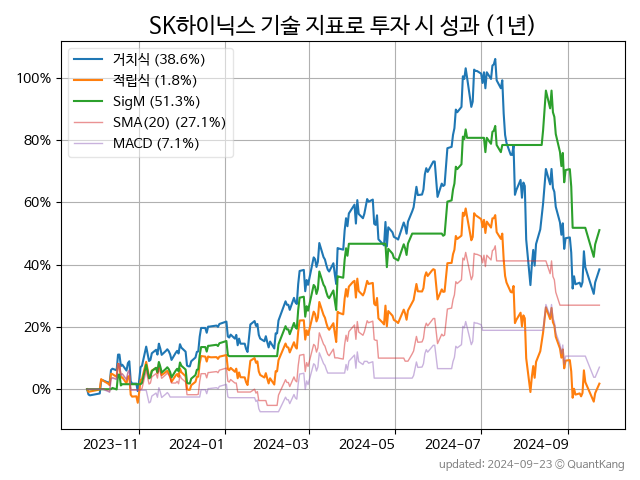 SK하이닉스 기술 지표로 투자 시 성과 (1년)
거치식 (38.6%)
적립식 (1.8%)
SigM (51.3%)
SMA(20) (27.1%)
MACD (7.1%)
100%
80%
60%
40%
20%
0%
2023-11 2024-01 2024-03 2024-05 2024-07 2024-09
updated: 2024-09-23 ⓒ QuantKang